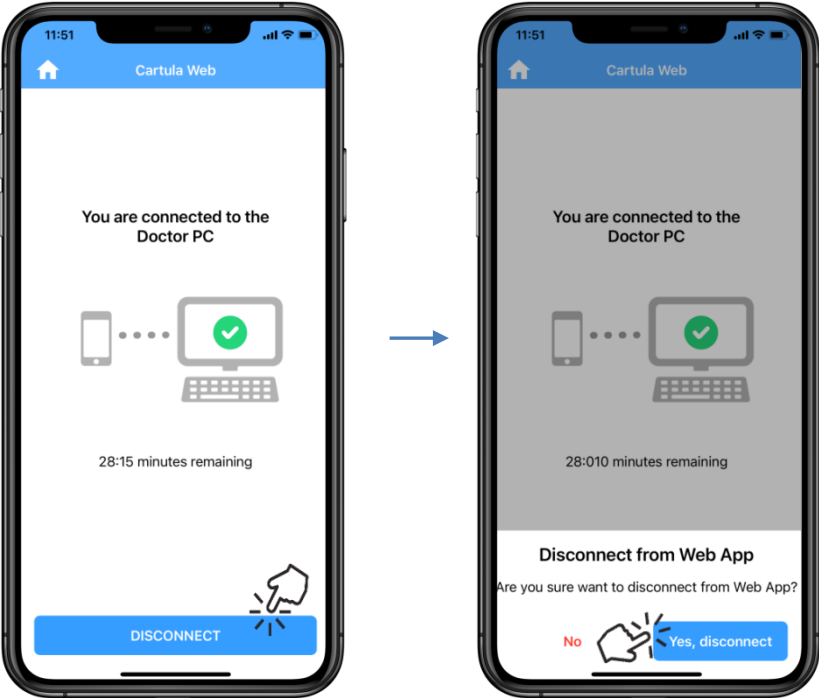 11:51
Cartula Web
You are connected to the
Doctor PC
28:15 minutes remaining
DISCONNECT
11:51
Cartula Web
You are connected to the
Doctor PC
28:010 minutes remaining
Disconnect from Web App
Are you sure want to disconnect from Web App?
No
Yes, disconnect